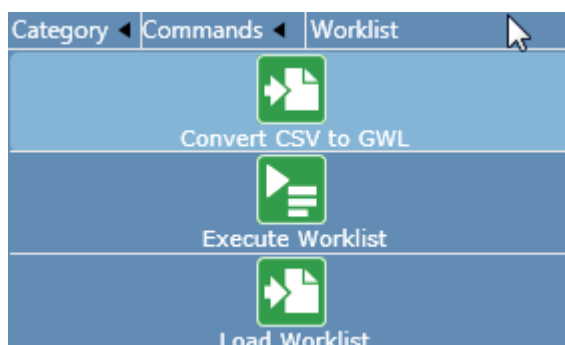 Category Commands Worklist
Convert CSV to GWL
Execute Worklist
Load Worklist